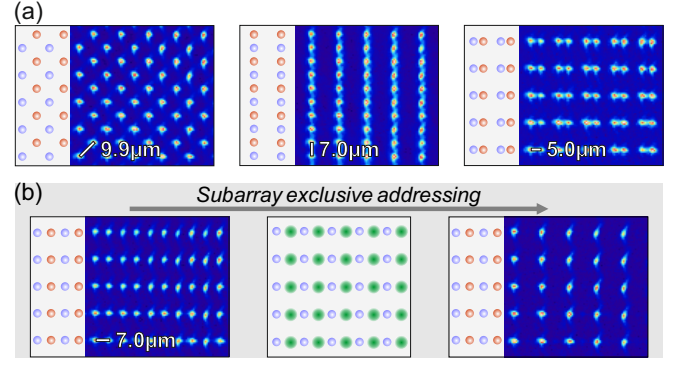 (a)
9.9μm
7.0μm
5.0μm
(b)
Subarray exclusive addressing
7.0μm